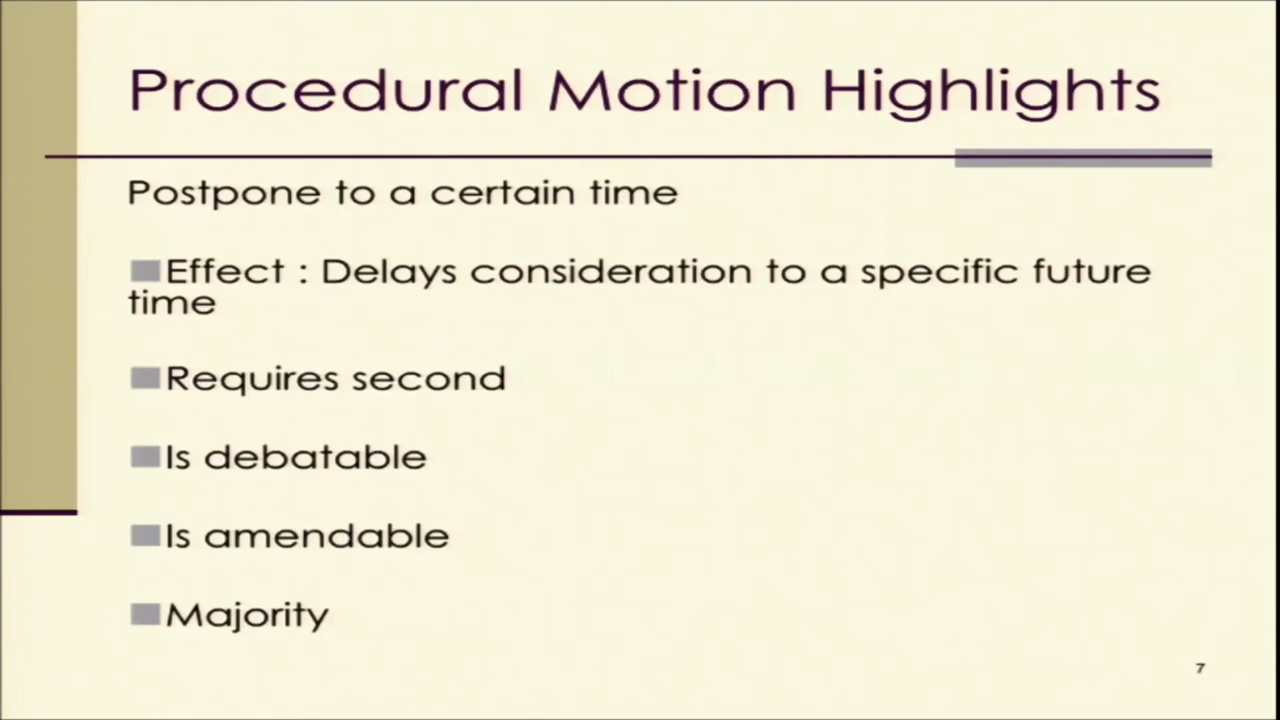 Procedural Motion Highlights
Postpone to a certain time
Effect : Delays consideration to a specific future
time
Requires second
Is debatable
Is amendable
Majority
7